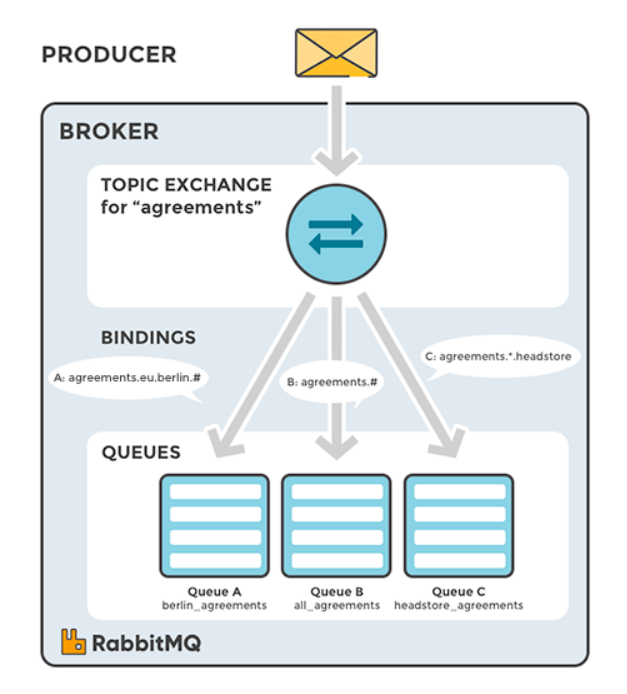 PRODUCER
BROKER
TOPIC EXCHANGE
for “agreements”
BINDINGS
A: agreements.eu.berlin.#
B: agreements.#
C: agreements.*.headstore
QUEUES
Queue A
berlin_agreements
Queue B
all_agreements
Queue C
headstore_agreements
RabbitMQ